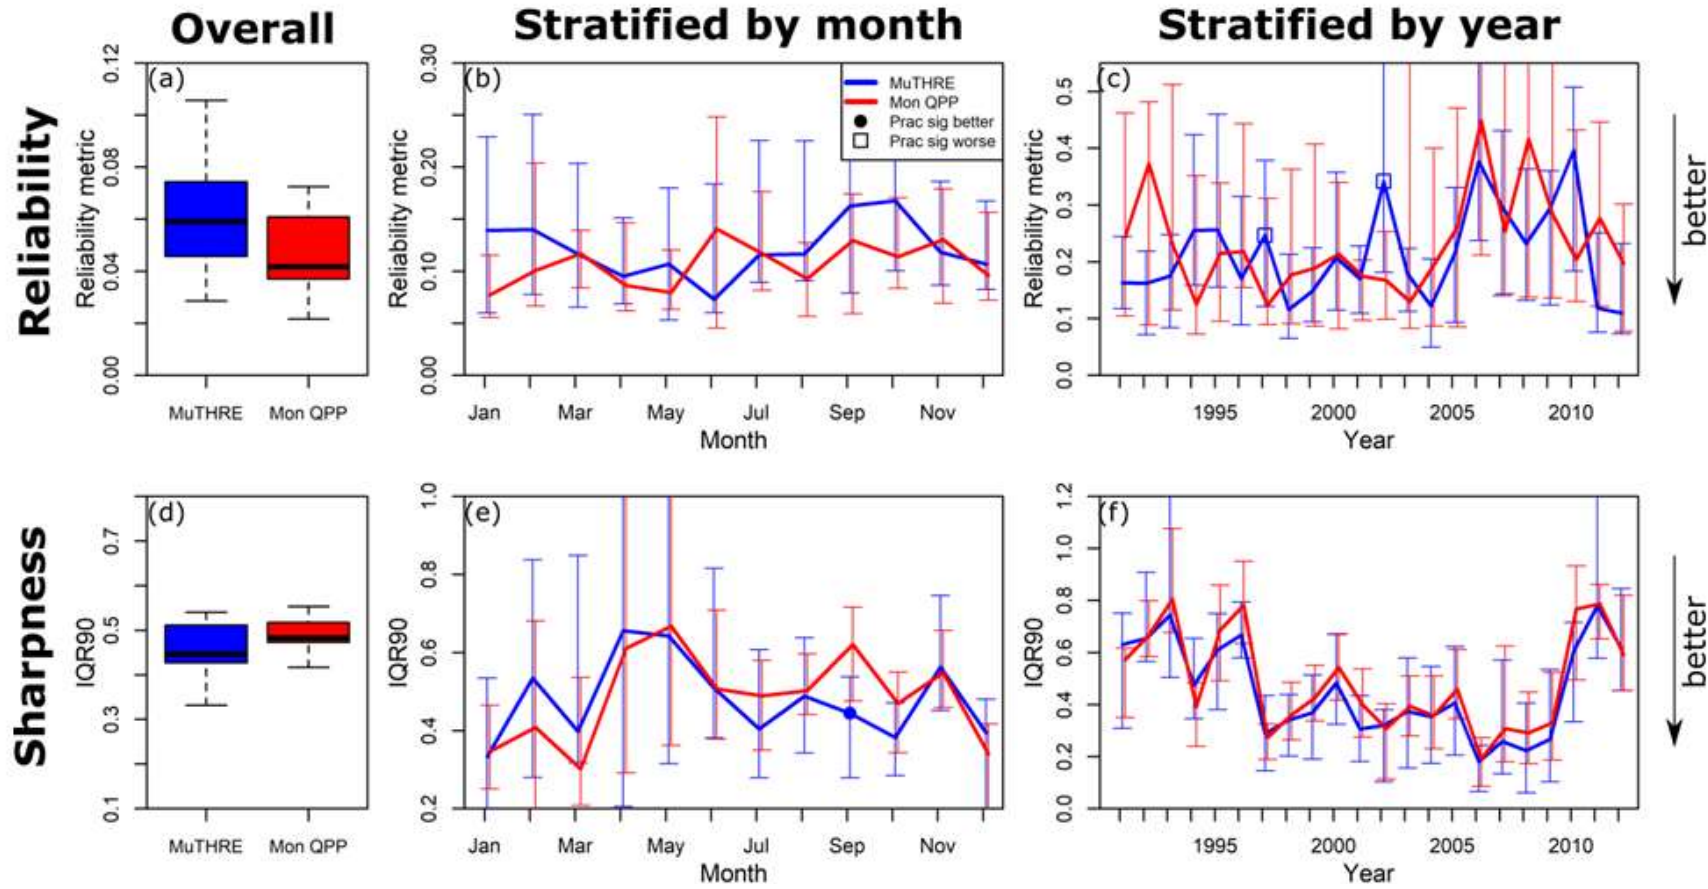 Overall
Stratified by month
Stratified by year
Reliability
(a)
Reliability metric
0.00
0.04
0.08
0.12
MuTHRE
Mon QPP
(b)
Reliability metric
0.00
0.10
0.20
0.30
MuTHRE
Mon QPP
Prac sig better
Prac sig worse
Jan
Mar
May
Jul
Sep
Nov
Month
(c)
Reliability metric
0.0
0.1
0.2
0.3
0.4
0.5
1995
2000
2005
2010
Year
better
Sharpness
(d)
IQR90
0.1
0.3
0.5
0.7
MuTHRE
Mon QPP
(e)
IQR90
0.2
0.4
0.6
0.8
1.0
Jan
Mar
May
Jul
Sep
Nov
Month
(f)
IQR90
0.0
0.2
0.4
0.6
0.8
1.0
1.2
1995
2000
2005
2010
Year
better